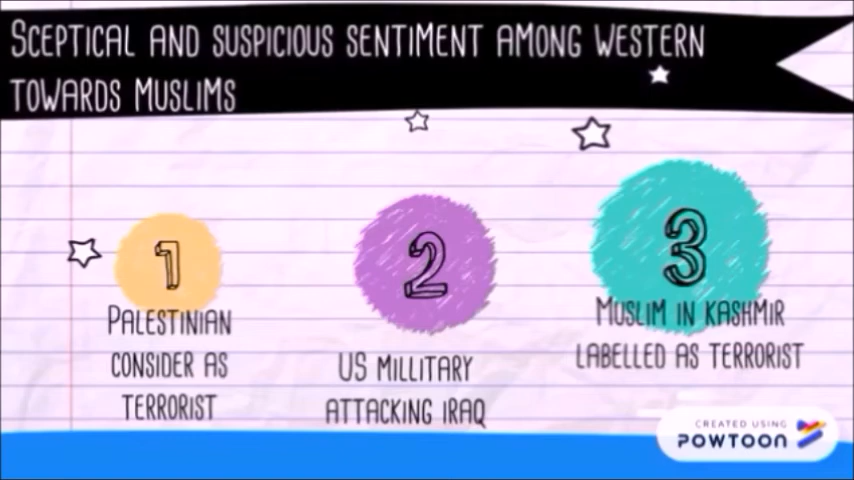 Sceptical and suspicious sentiment among western
towards Muslims
1
Palestinian
consider as
terrorist
2
US millitary
attacking Iraq
3
Muslim in Kashmir
labelled as terrorist
CREATED USING
POWTOON